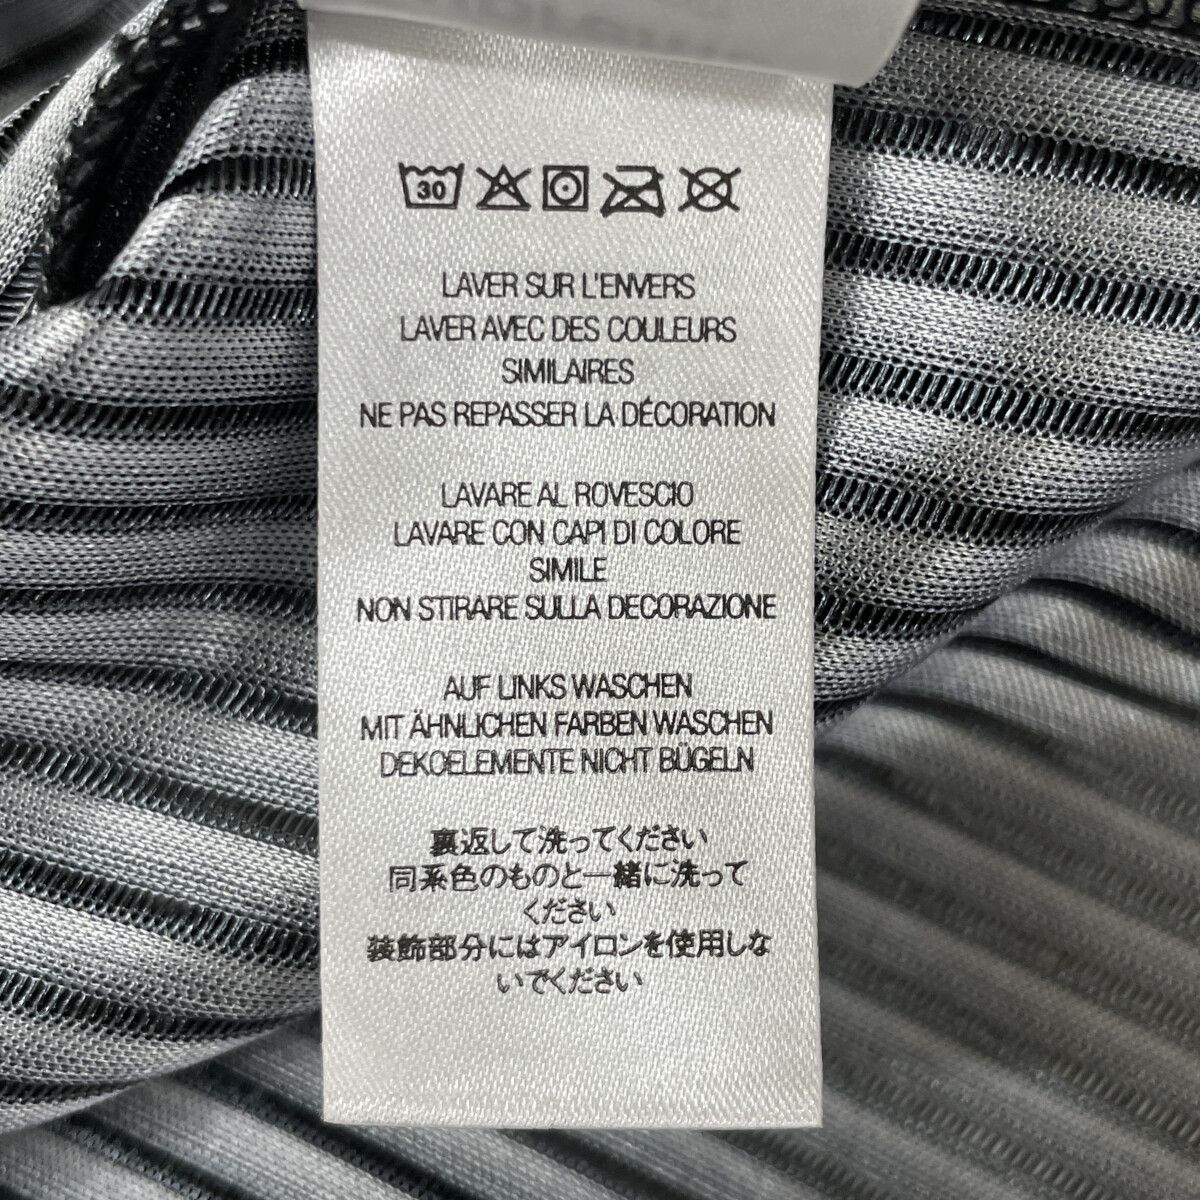 30
LAVER SUR L'ENVERS
LAVER AVEC DES COULEURS
SIMILAIRES
NE PAS REPASSER LA DÉCORATION
LAVARE AL ROVESCIO
LAVARE CON CAPI DI COLORE
SIMILE
NON STIRARE SULLA DECORAZIONE
AUF LINKS WASCHEN
MIT ÄHNLICHEN FARBEN WASCHEN
DEKOELEMENTE NICHT BÜGELN
裏返して洗ってください
同系色のものと一緒に洗って
ください
装飾部分にはアイロンを使用しな
いでください